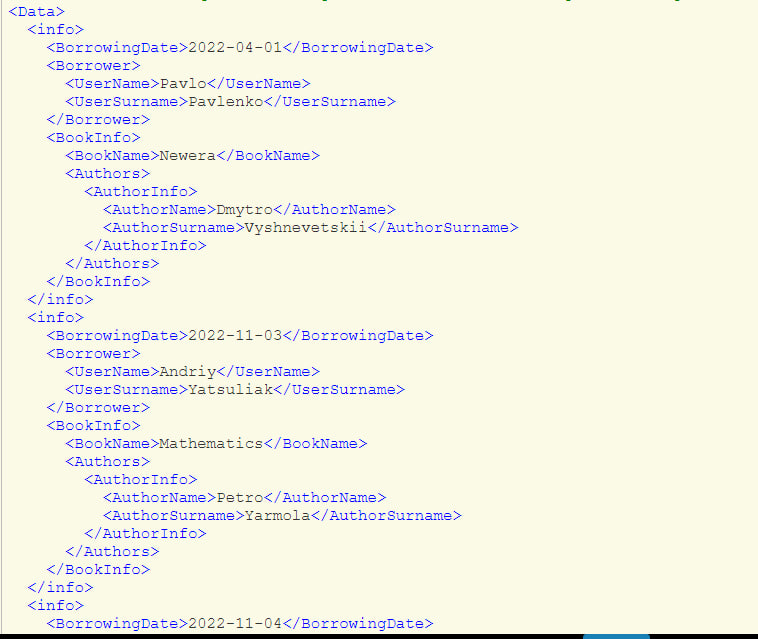 <Data>
<info>
<BorrowingDate>2022-04-01</BorrowingDate>
<Borrower>
<UserName>Pavlo</UserName>
<UserSurname>Pavlenko</UserSurname>
</Borrower>
<BookInfo>
<BookName>Newera</BookName>
<Authors>
<AuthorInfo>
<AuthorName>Dmytro</AuthorName>
<AuthorSurname>Vyshnevetskii</AuthorSurname>
</AuthorInfo>
</Authors>
</BookInfo>
</info>
<info>
<BorrowingDate>2022-11-03</BorrowingDate>
<Borrower>
<UserName>Andriy</UserName>
<UserSurname>Yatsuliak</UserSurname>
</Borrower>
<BookInfo>
<BookName>Mathematics</BookName>
<Authors>
<AuthorInfo>
<AuthorName>Petro</AuthorName>
<AuthorSurname>Yarmola</AuthorSurname>
</AuthorInfo>
</Authors>
</BookInfo>
</info>
<info>
<BorrowingDate>2022-11-04</BorrowingDate>